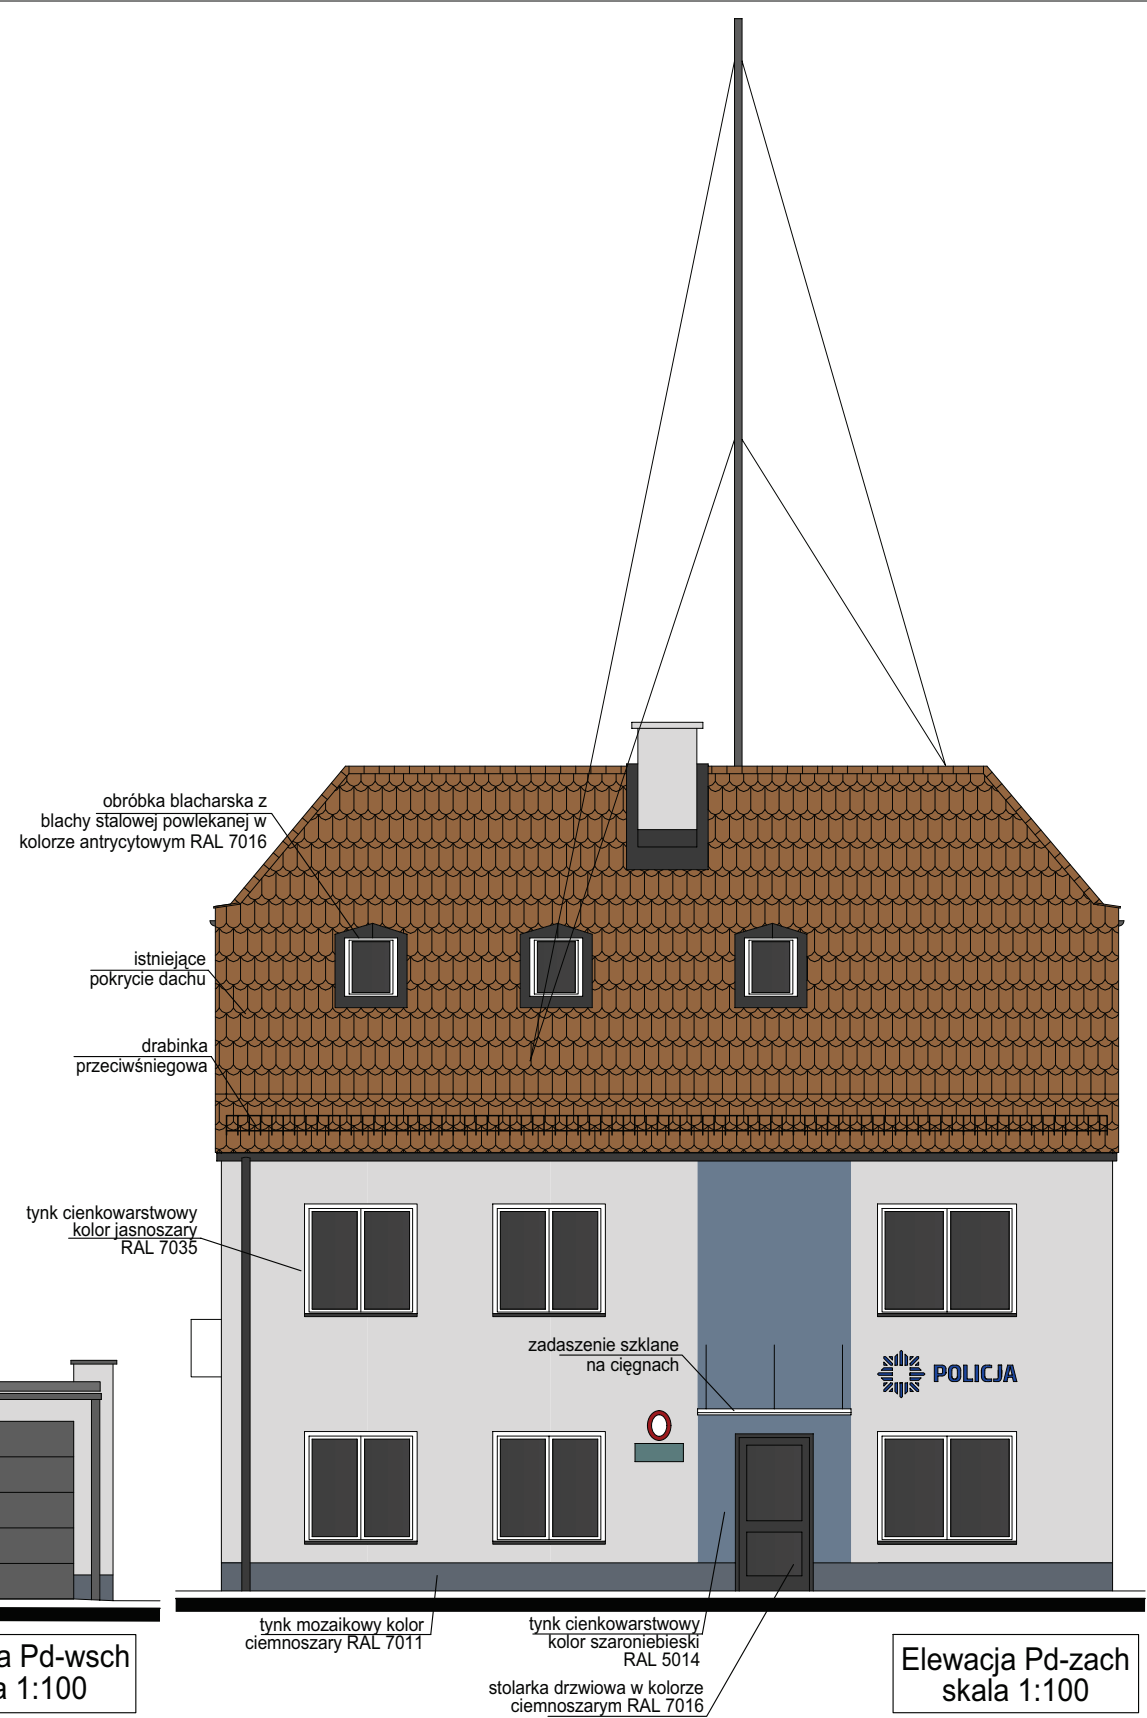 obróbka blacharska z
blachy stalowej powlekanej w
kolorze antrycytowym RAL 7016
istniejące
pokrycie dachu
drabinka
przeciwśniegowa
tynk cienkowarstwowy
kolor jasnoszary
RAL 7035
zadaszenie szklane
na cięgnach
POLICJA
tynk mozaikowy kolor
ciemnoszary RAL 7011
tynk cienkowarstwowy
kolor szaroniebieski
RAL 5014
stolarka drzwiowa w kolorze
ciemnoszarym RAL 7016
a Pd-wsch
a 1:100
Elewacja Pd-zach
skala 1:100